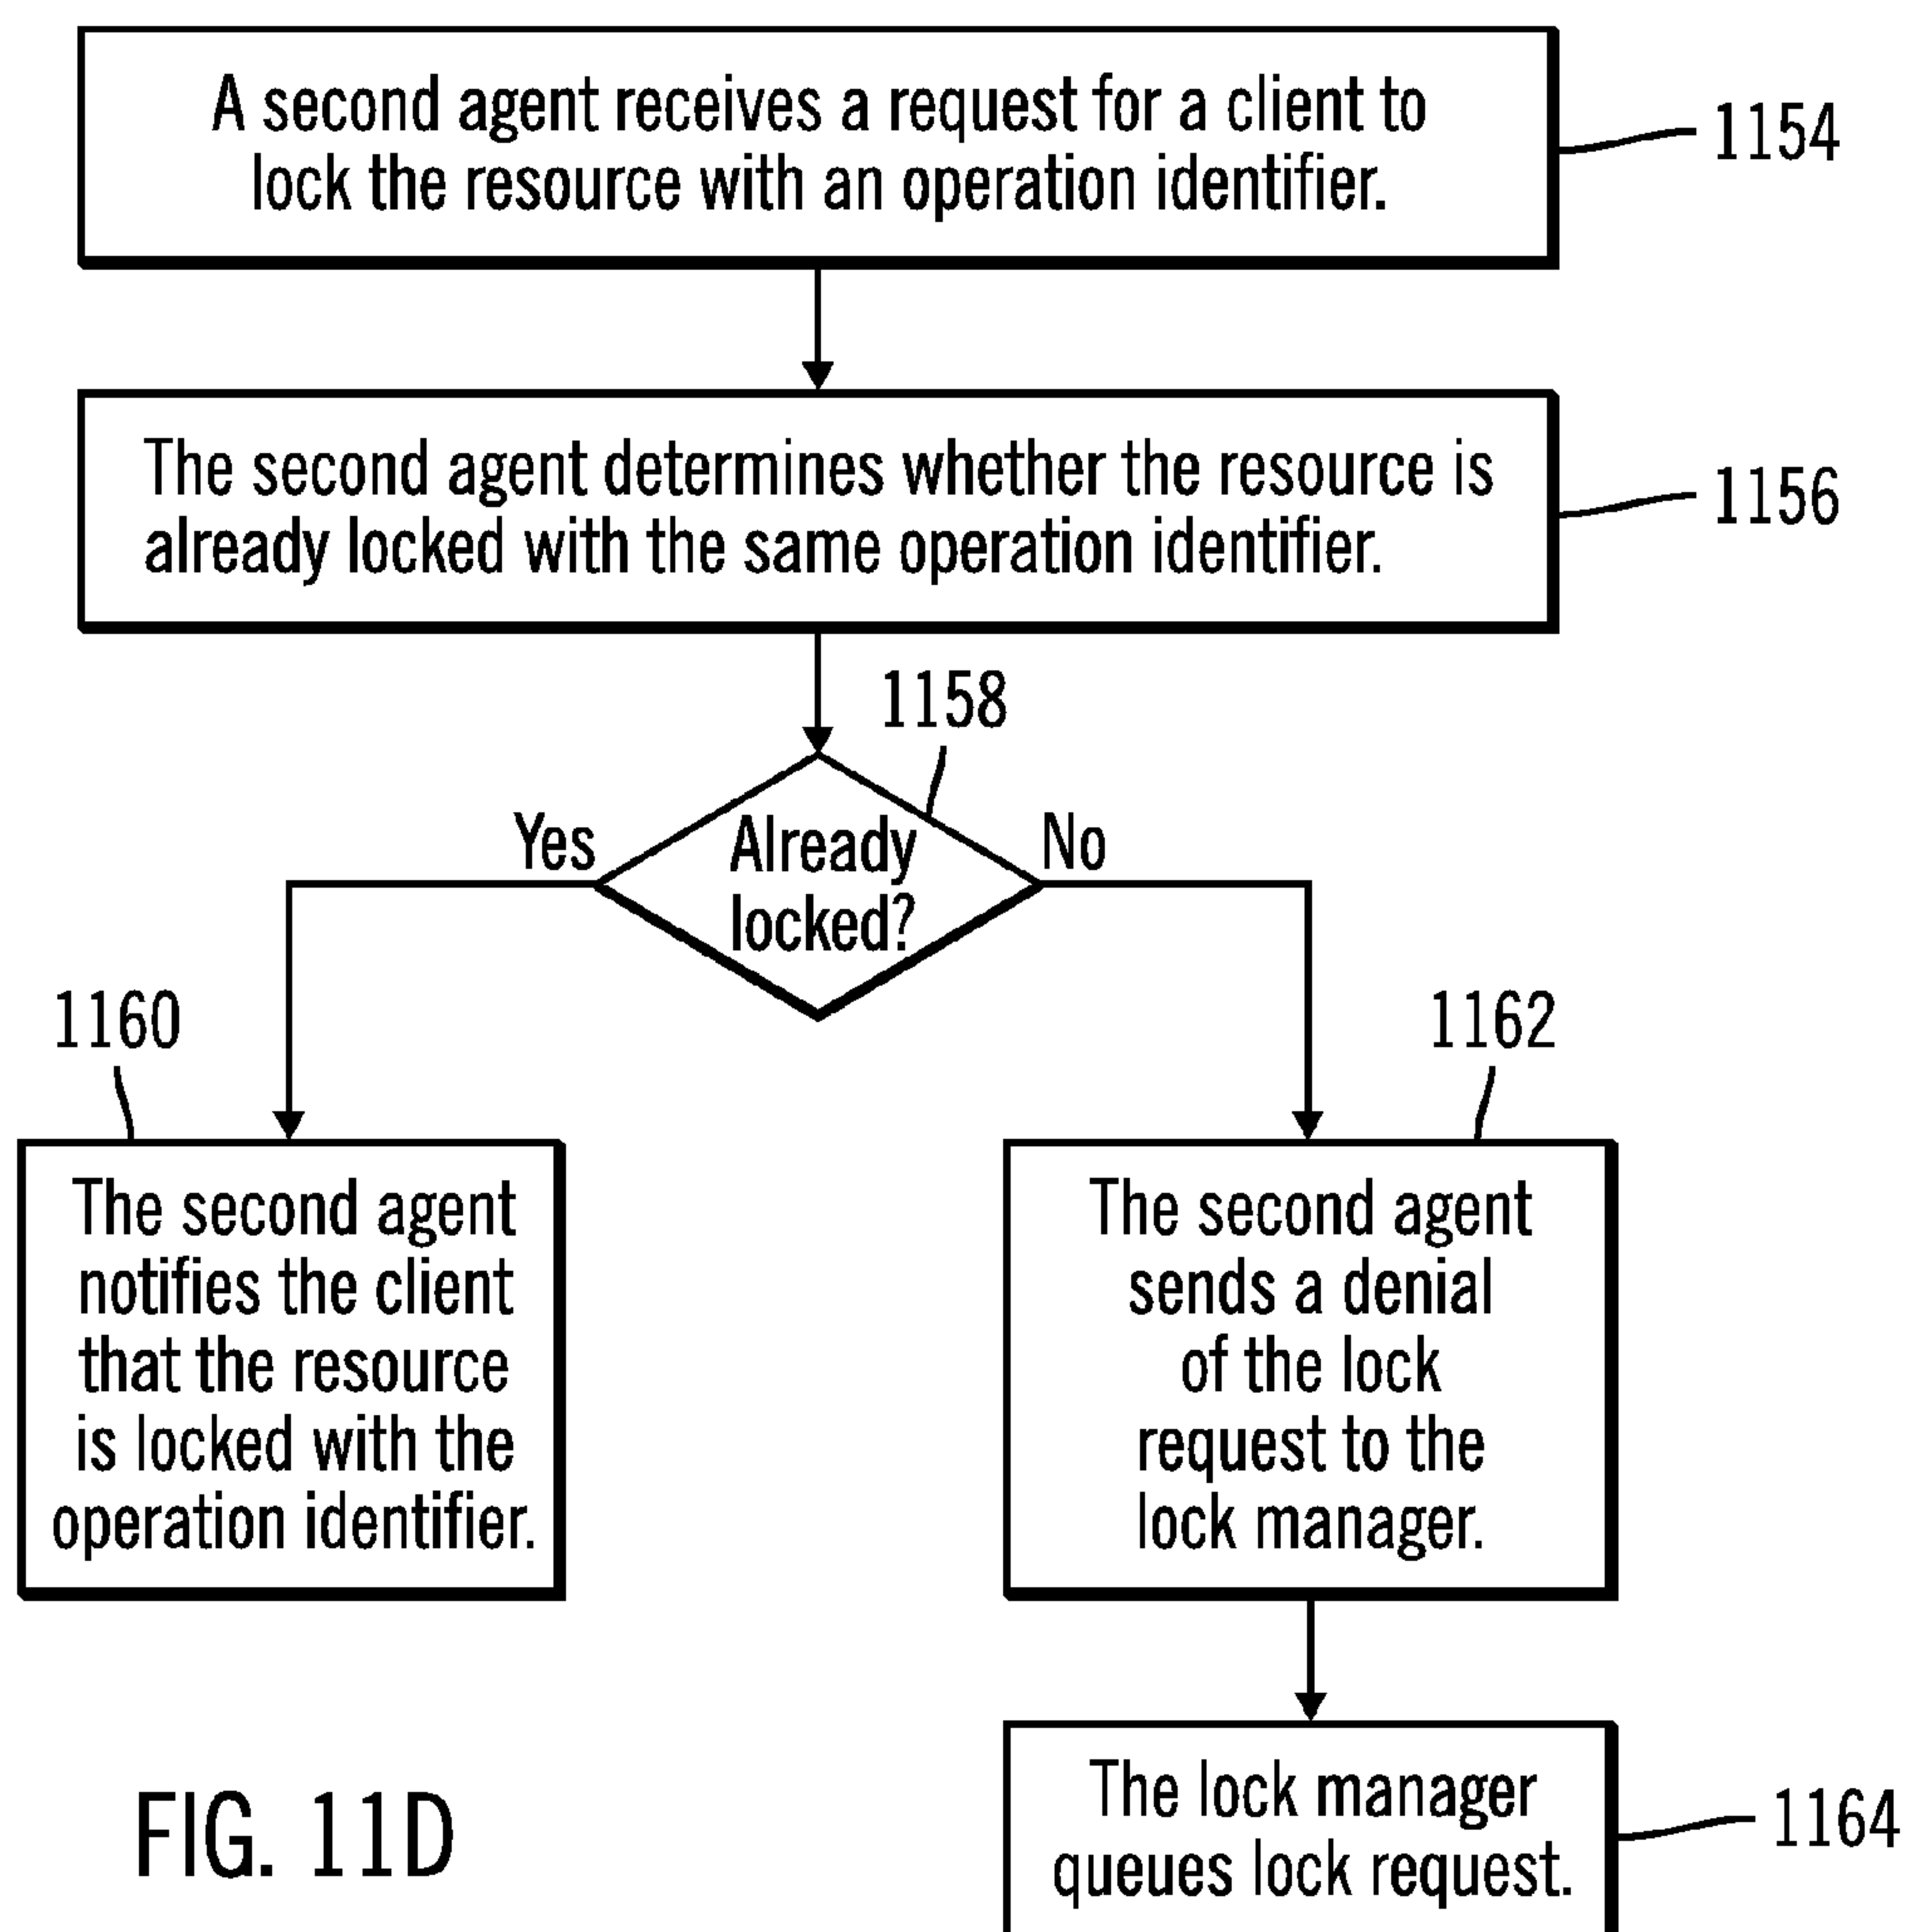 A second agent receives a request for a client to
lock the resource with an operation identifier.
1154
The second agent determines whether the resource is
already locked with the same operation identifier.
1156
1158
Yes
Already
locked?
No
1160
The second agent
notifies the client
that the resource
is locked with the
operation identifier.
1162
The second agent
sends a denial
of the lock
request to the
lock manager.
The lock manager
queues lock request.
1164
FIG. 11D